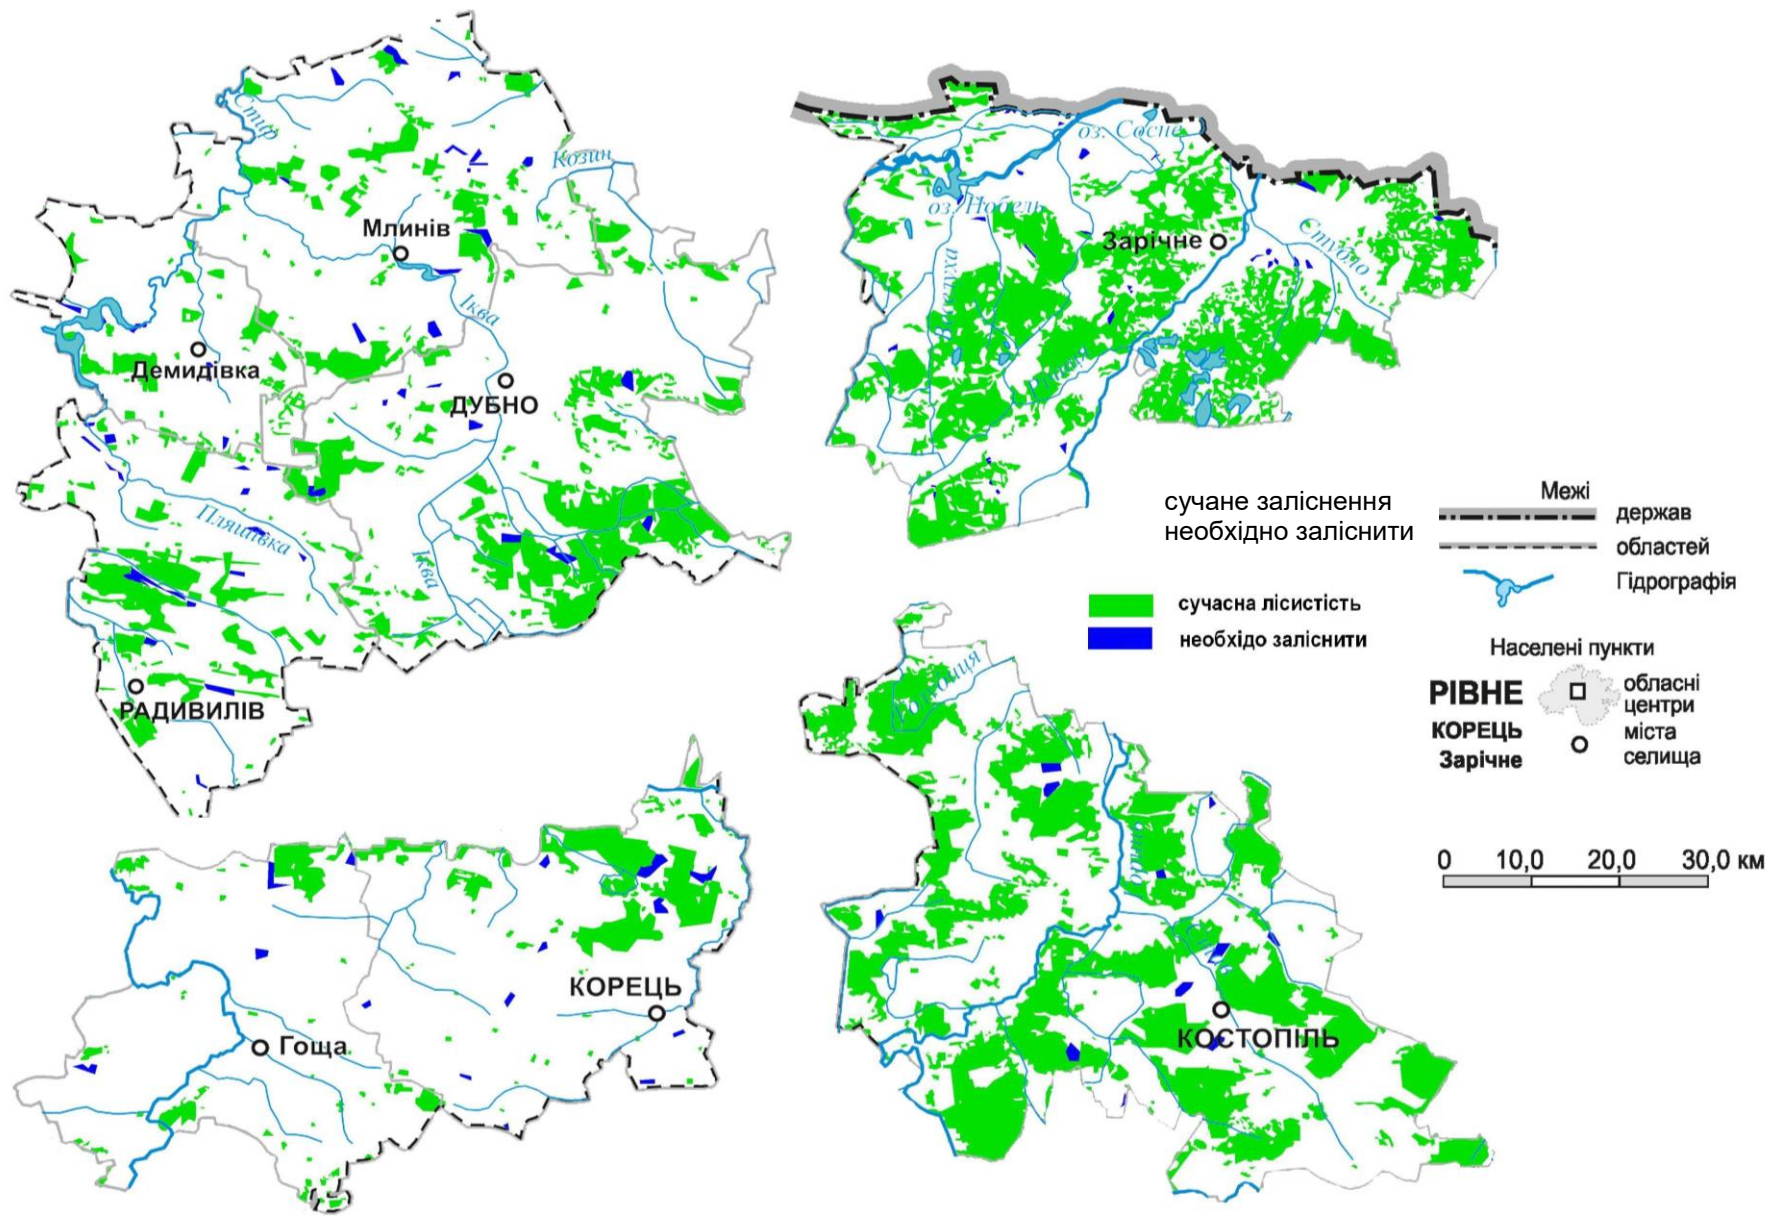 Стир
Козин
Млинів
Іква
Демидівка
ДУБНО
Пляшівка
Іква
РАДИВИЛІВ
оз. Сосне
оз. Нобель
Зарічне
Стубло
сучане заліснення
необхідно заліснити
Межі
держав
областей
Гідрографія
сучасна лісистість
необхідо заліснити
Населені пункти
РІВНЕ
обласні
центри
КОРЕЦЬ
міста
Зарічне
селища
0 10,0 20,0 30,0 км
КОРЕЦЬ
Гоща
КОСТОПІЛЬ